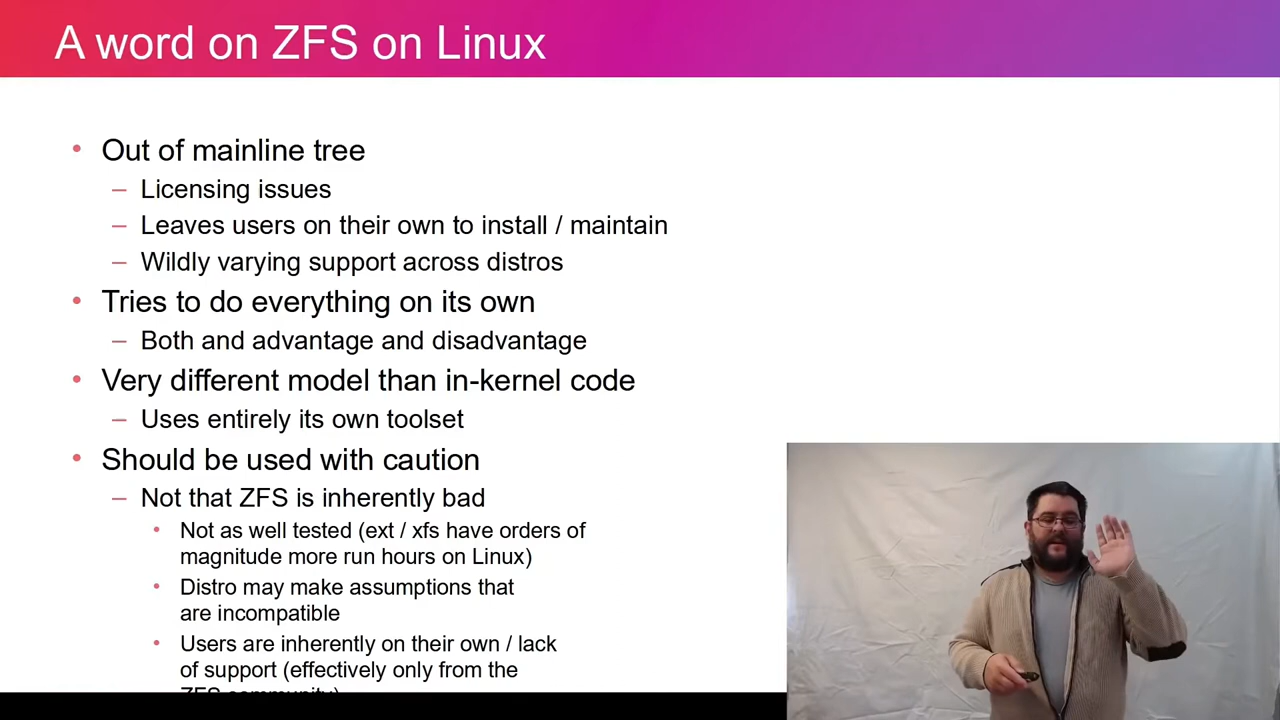 A word on ZFS on Linux
• Out of mainline tree
– Licensing issues
– Leaves users on their own to install / maintain
– Wildly varying support across distros
• Tries to do everything on its own
– Both and advantage and disadvantage
• Very different model than in-kernel code
– Uses entirely its own toolset
• Should be used with caution
– Not that ZFS is inherently bad
• Not as well tested (ext / xfs have orders of
magnitude more run hours on Linux)
• Distro may make assumptions that
are incompatible
• Users are inherently on their own / lack
of support (effectively only from the
ZFS community)